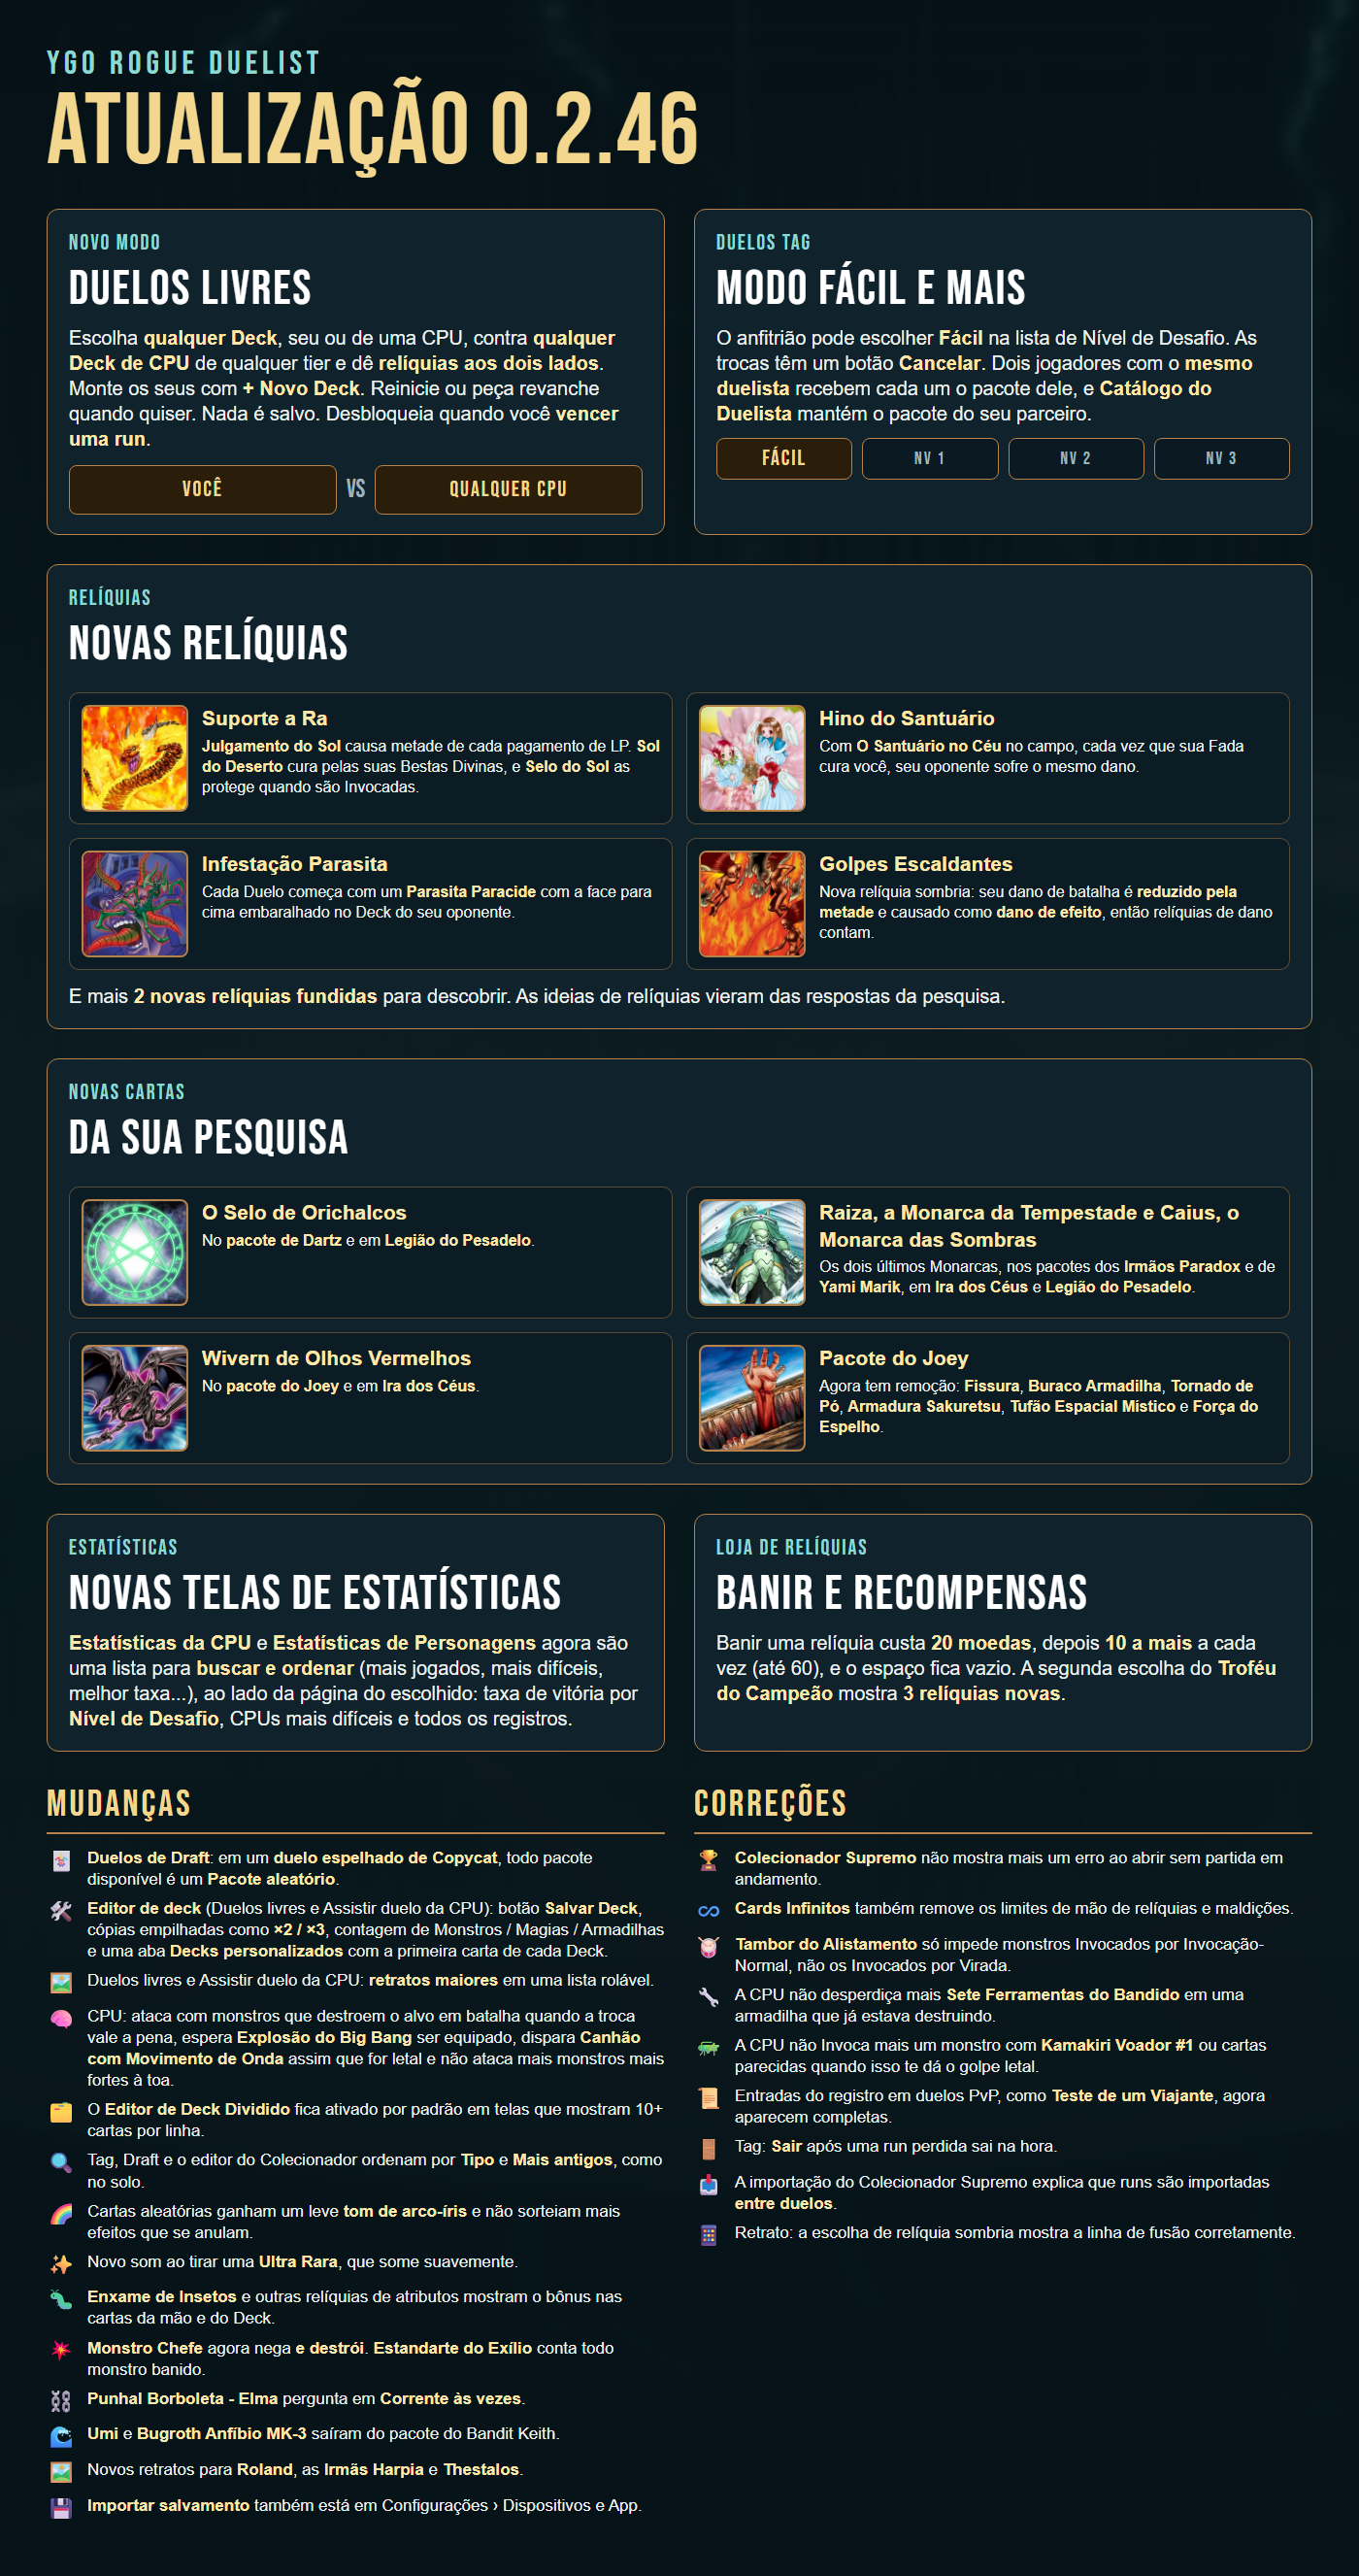 YGO ROGUE DUELIST
ATUALIZAÇÃO 0.2.46
NOVO MODO
DUELOS LIVRES
Escolha qualquer Deck, seu ou de uma CPU, contra qualquer
Deck de CPU de qualquer tier e dê relíquias aos dois lados.
Monte os seus com + Novo Deck. Reinicie ou peça revanche
quando quiser. Nada é salvo. Desbloqueia quando você vencer
uma run.
VOCÊ VS QUALQUER CPU
DUELOS TAG
MODO FÁCIL E MAIS
O anfitrião pode escolher Fácil na lista de Nível de Desafio. As
trocas têm um botão Cancelar. Dois jogadores com o mesmo
duelista recebem cada um o pacote dele, e Catálogo do
Duelista mantém o pacote do seu parceiro.
FÁCIL NV 1 NV 2 NV 3
RELÍQUIAS
NOVAS RELÍQUIAS
Suporte a Ra
Julgamento do Sol causa metade de cada pagamento de LP. Sol
do Deserto cura pelas suas Bestas Divinas, e Selo do Sol as
protege quando são Invocadas.
Hino do Santuário
Com O Santuário no Céu no campo, cada vez que sua Fada
cura você, seu oponente sofre o mesmo dano.
Infestação Parasita
Cada Duelo começa com um Parasita Paracide com a face para
cima embaralhado no Deck do seu oponente.
Golpes Escaldantes
Nova relíquia sombria: seu dano de batalha é reduzido pela
metade e causado como dano de efeito, então relíquias de dano
contam.
E mais 2 novas relíquias fundidas para descobrir. As ideias de relíquias vieram das respostas da pesquisa.
NOVAS CARTAS
DA SUA PESQUISA
O Selo de Orichalcos
No pacote de Dartz e em Legião do Pesadelo.
Raiza, a Monarca da Tempestade e Caius, o
Monarca das Sombras
Os dois últimos Monarcas, nos pacotes dos Irmãos Paradox e de
Yami Marik, em Ira dos Céus e Legião do Pesadelo.
Wivern de Olhos Vermelhos
No pacote do Joey e em Ira dos Céus.
Pacote do Joey
Agora tem remoção: Fissura, Buraco Armadilha, Tornado de
Pó, Armadura Sakuretsu, Tufão Espacial Místico e Força do
Espelho.
ESTATÍSTICAS
NOVAS TELAS DE ESTATÍSTICAS
Estatísticas da CPU e Estatísticas de Personagens agora são
uma lista para buscar e ordenar (mais jogados, mais difíceis,
melhor taxa...), ao lado da página do escolhido: taxa de vitória por
Nível de Desafio, CPUs mais difíceis e todos os registros.
LOJA DE RELÍQUIAS
BANIR E RECOMPENSAS
Banir uma relíquia custa 20 moedas, depois 10 a mais a cada
vez (até 60), e o espaço fica vazio. A segunda escolha do Troféu
do Campeão mostra 3 relíquias novas.
MUDANÇAS
Duelos de Draft: em um duelo espelhado de Copycat, todo pacote
disponível é um Pacote aleatório.
Editor de deck (Duelos livres e Assistir duelo da CPU): botão Salvar Deck,
cópias empilhadas como ×2 / ×3, contagem de Monstros / Magias / Armadilhas
e uma aba Decks personalizados com a primeira carta de cada Deck.
Duelos livres e Assistir duelo da CPU: retratos maiores em uma lista rolável.
CPU: ataca com monstros que destroem o alvo em batalha quando a troca
vale a pena, espera Explosão do Big Bang ser equipado, dispara Canhão
com Movimento de Onda assim que for letal e não ataca mais monstros mais
fortes à toa.
O Editor de Deck Dividido fica ativado por padrão em telas que mostram 10+
cartas por linha.
Tag, Draft e o editor do Colecionador ordenam por Tipo e Mais antigos, como
no solo.
Cartas aleatórias ganham um leve tom de arco-íris e não sorteiam mais
efeitos que se anulam.
Novo som ao tirar uma Ultra Rara, que some suavemente.
Enxame de Insetos e outras relíquias de atributos mostram o bônus nas
cartas da mão e do Deck.
Monstro Chefe agora nega e destrói. Estandarte do Exílio conta todo
monstro banido.
Punhal Borboleta - Elma pergunta em Corrente às vezes.
Umi e Bugroth Anfíbio MK-3 saíram do pacote do Bandit Keith.
Novos retratos para Roland, as Irmãs Harpia e Thestalos.
Importar salvamento também está em Configurações › Dispositivos e App.
CORREÇÕES
Colecionador Supremo não mostra mais um erro ao abrir sem partida em
andamento.
Cards Infinitos também remove os limites de mão de relíquias e maldições.
Tambor do Alistamento só impede monstros Invocados por Invocação-
Normal, não os Invocados por Virada.
A CPU não desperdiça mais Sete Ferramentas do Bandido em uma
armadilha que já estava destruindo.
A CPU não Invoca mais um monstro com Kamakiri Voador #1 ou cartas
parecidas quando isso te dá o golpe letal.
Entradas do registro em duelos PvP, como Teste de um Viajante, agora
aparecem completas.
Tag: Sair após uma run perdida sai na hora.
A importação do Colecionador Supremo explica que runs são importadas
entre duelos.
Retrato: a escolha de relíquia sombria mostra a linha de fusão corretamente.